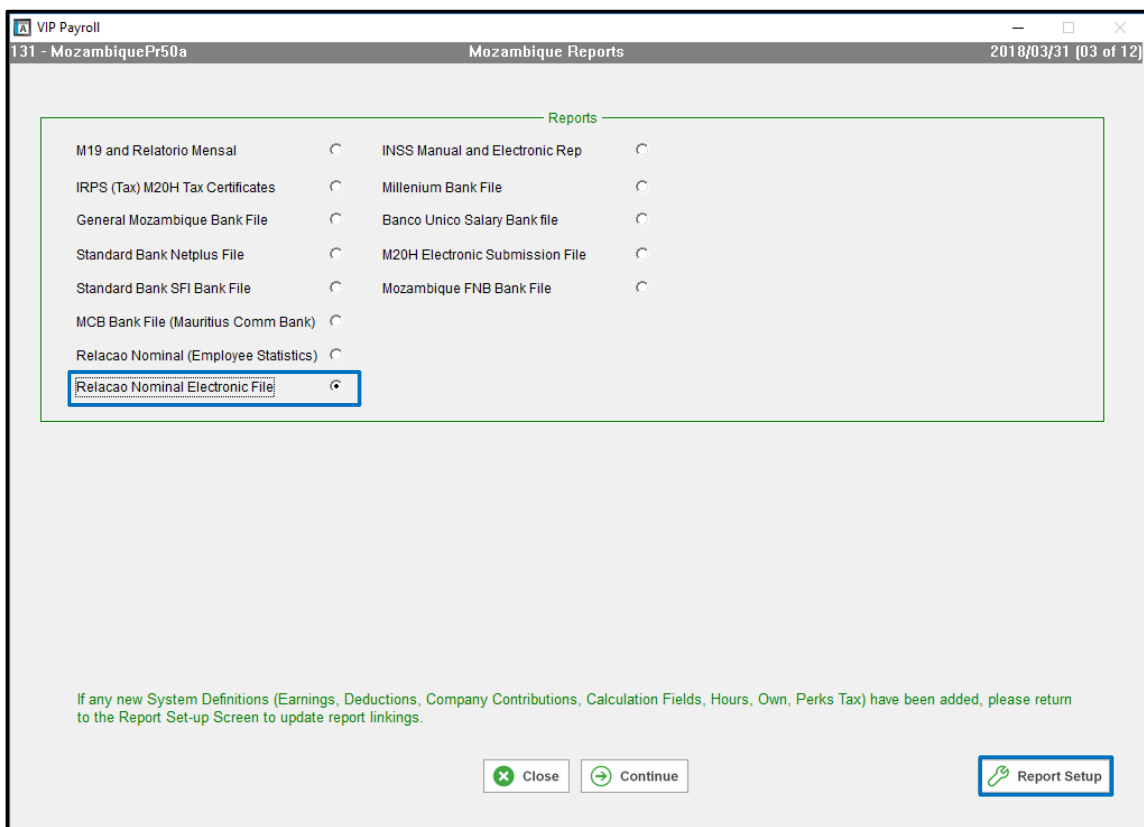 VIP Payroll
131 - MozambiquePr50a Mozambique Reports 2018/03/31 (03 of 12)
Reports
M19 and Relatorio Mensal INSS Manual and Electronic Rep
IRPS (Tax) M20H Tax Certificates Millenium Bank File
General Mozambique Bank File Banco Unico Salary Bank file
Standard Bank Netplus File M20H Electronic Submission File
Standard Bank SFI Bank File Mozambique FNB Bank File
MCB Bank File (Mauritius Comm Bank)
Relacao Nominal (Employee Statistics)
Relacao Nominal Electronic File
If any new System Definitions (Earnings, Deductions, Company Contributions, Calculation Fields, Hours, Own, Perks Tax) have been added, please return
to the Report Set-up Screen to update report linkings.
Close Continue Report Setup